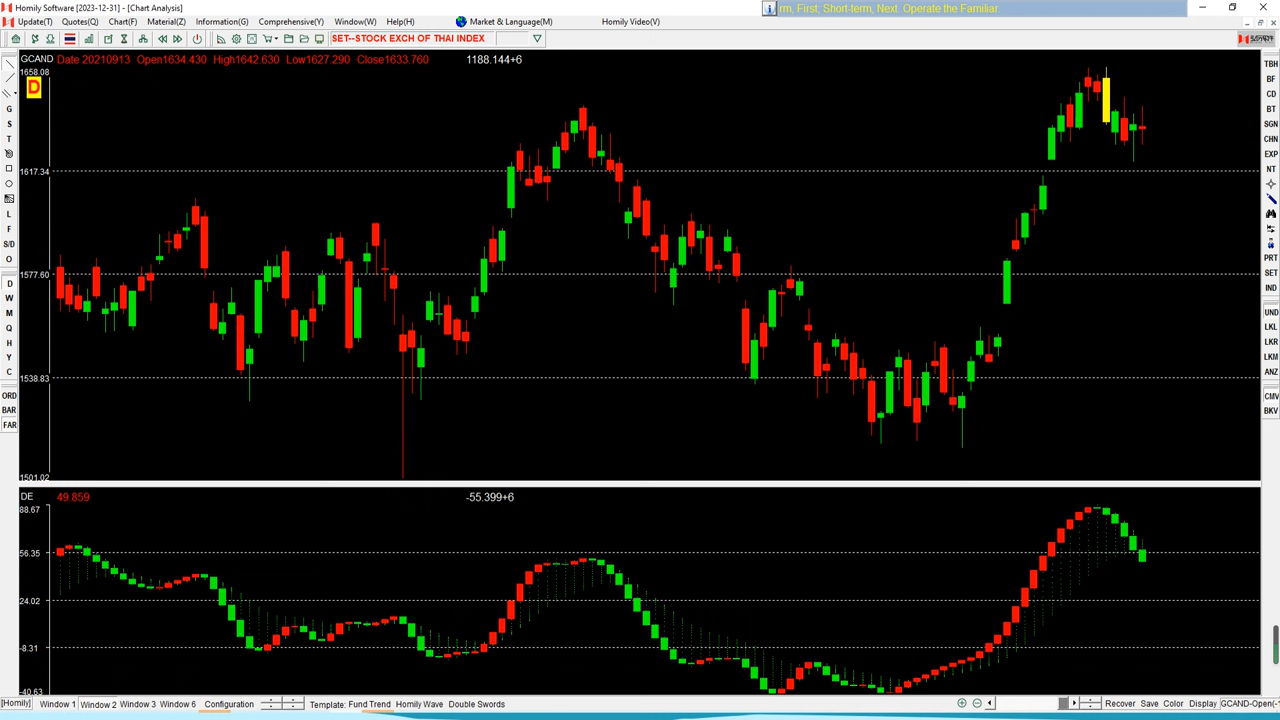 Homily Software [2023-12-31] - [Chart Analysis]
rm, First; Short-term, Next. Operate the Familiar.
Update(T) Quotes(Q) Chart(F) Material(Z) Information(G) Comprehensive(Y) Window(W) Help(H) Market & Language(M) Homily Video(V)
SET--STOCK EXCH OF THAI INDEX
GCAND Date 20210913 Open1634.430 High1642.630 Low1627.290 Close1633.760 1188.144+6
1658.08
D
1617.34
1577.60
1538.83
1501.02
DE 49.859 -55.399+6
88.67
56.35
24.02
-8.31
-40.63
G
S
T
L
F
S/D
O
D
W
M
Q
H
Y
C
ORD
BAR
FAR
TBH
BF
CD
BT
SGN
CHN
EXP
NT
PRT
SET
IND
UND
LKL
LKR
LKM
ANZ
CMV
BKV
[Homily] Window 1 Window 2 Window 3 Window 6 Configuration Template: Fund Trend Homily Wave Double Swords Recover Save Color Display GCAND-Open(-